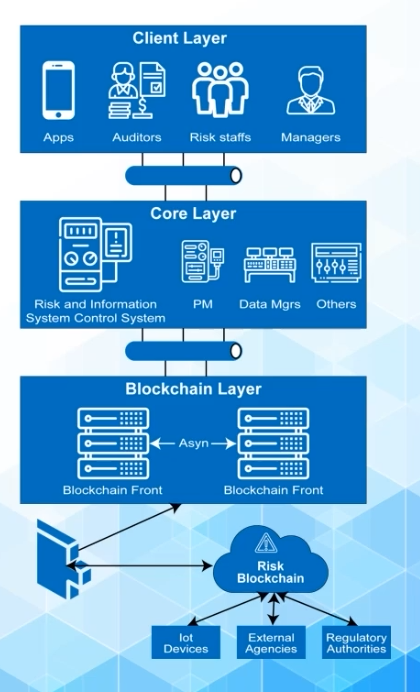 Client Layer
Apps
Auditors
Risk staffs
Managers
Core Layer
Risk and Information
System Control System
PM
Data Mgrs
Others
Blockchain Layer
Asyn
Blockchain Front
Blockchain Front
Risk
Blockchain
Iot
Devices
External
Agencies
Regulatory
Authorities